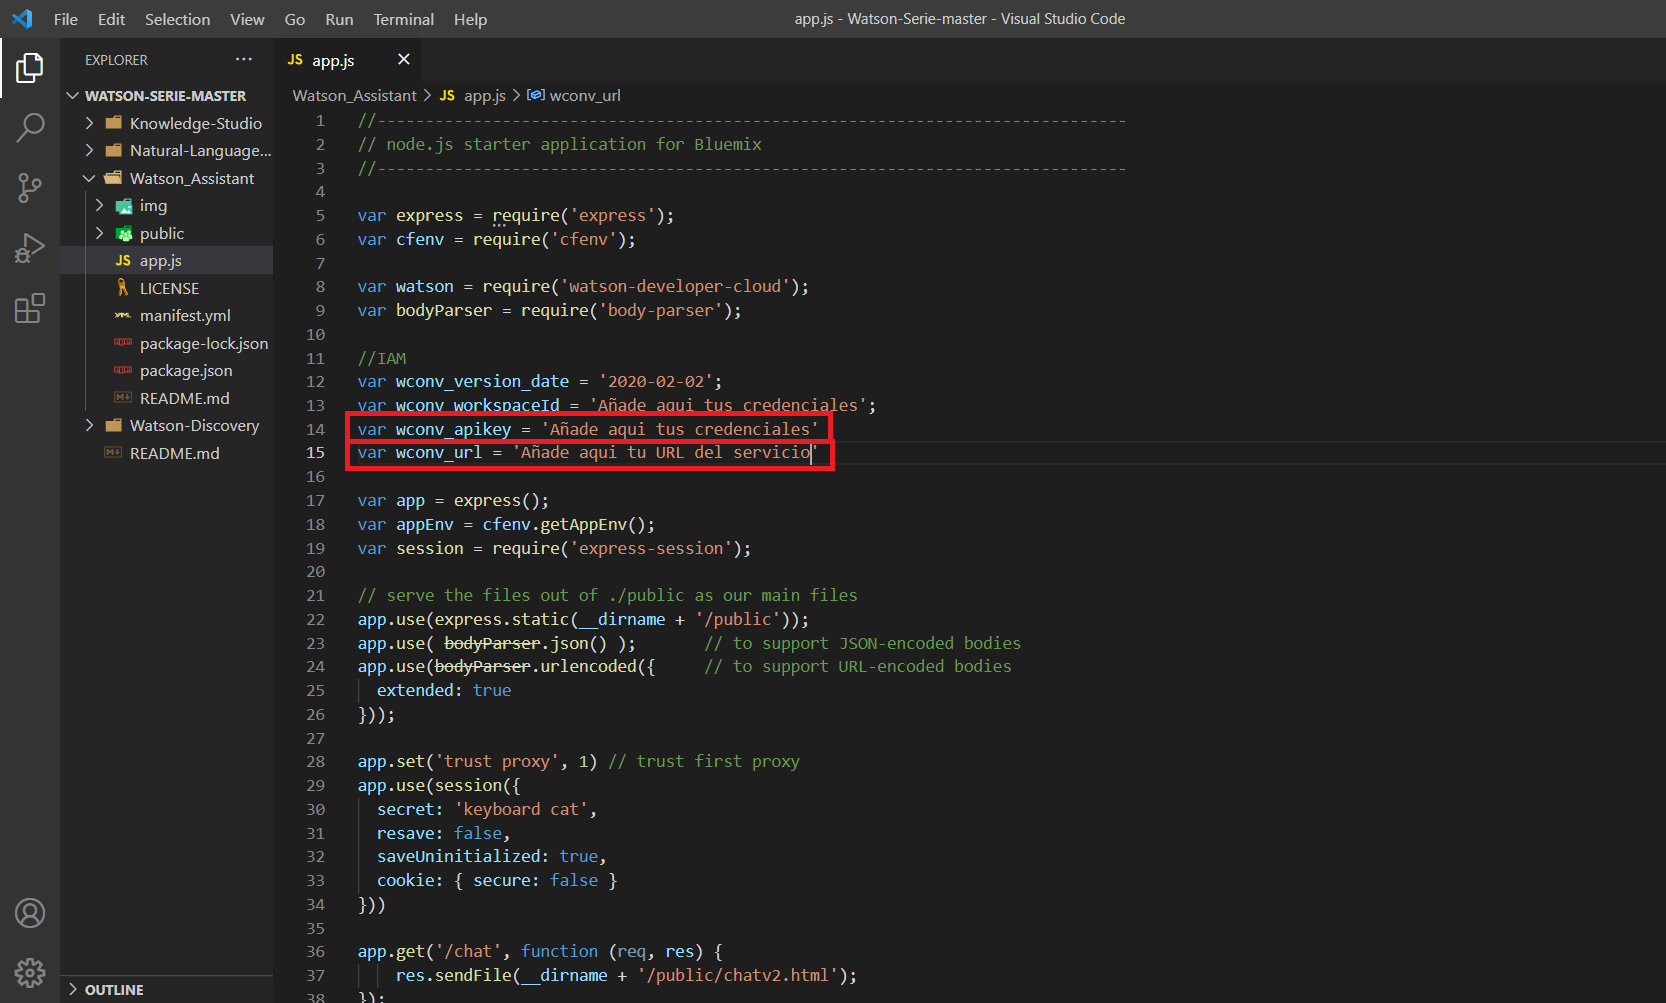 File Edit Selection View Go Run Terminal Help
app.js - Watson-Serie-master - Visual Studio Code
EXPLORER ···
WATSON-SERIE-MASTER
Knowledge-Studio
Natural-Language...
Watson_Assistant
img
public
JS app.js
LICENSE
manifest.yml
package-lock.json
package.json
README.md
Watson-Discovery
README.md
OUTLINE
JS app.js
Watson_Assistant > JS app.js > wconv_url
1 //------------------------------------------------------------------------------
2 // node.js starter application for Bluemix
3 //------------------------------------------------------------------------------
4
5 var express = require('express');
6 var cfenv = require('cfenv');
7
8 var watson = require('watson-developer-cloud');
9 var bodyParser = require('body-parser');
10
11 //IAM
12 var wconv_version_date = '2020-02-02';
13 var wconv_workspaceId = 'Añade aqui tus credenciales';
14 var wconv_apikey = 'Añade aqui tus credenciales'
15 var wconv_url = 'Añade aqui tu URL del servicio'
16
17 var app = express();
18 var appEnv = cfenv.getAppEnv();
19 var session = require('express-session');
20
21 // serve the files out of ./public as our main files
22 app.use(express.static(__dirname + '/public'));
23 app.use( bodyParser.json() ); // to support JSON-encoded bodies
24 app.use(bodyParser.urlencoded({ // to support URL-encoded bodies
25 extended: true
26 }));
27
28 app.set('trust proxy', 1) // trust first proxy
29 app.use(session({
30 secret: 'keyboard cat',
31 resave: false,
32 saveUninitialized: true,
33 cookie: { secure: false }
34 }))
35
36 app.get('/chat', function (req, res) {
37 res.sendFile(__dirname + '/public/chatv2.html');
38 });